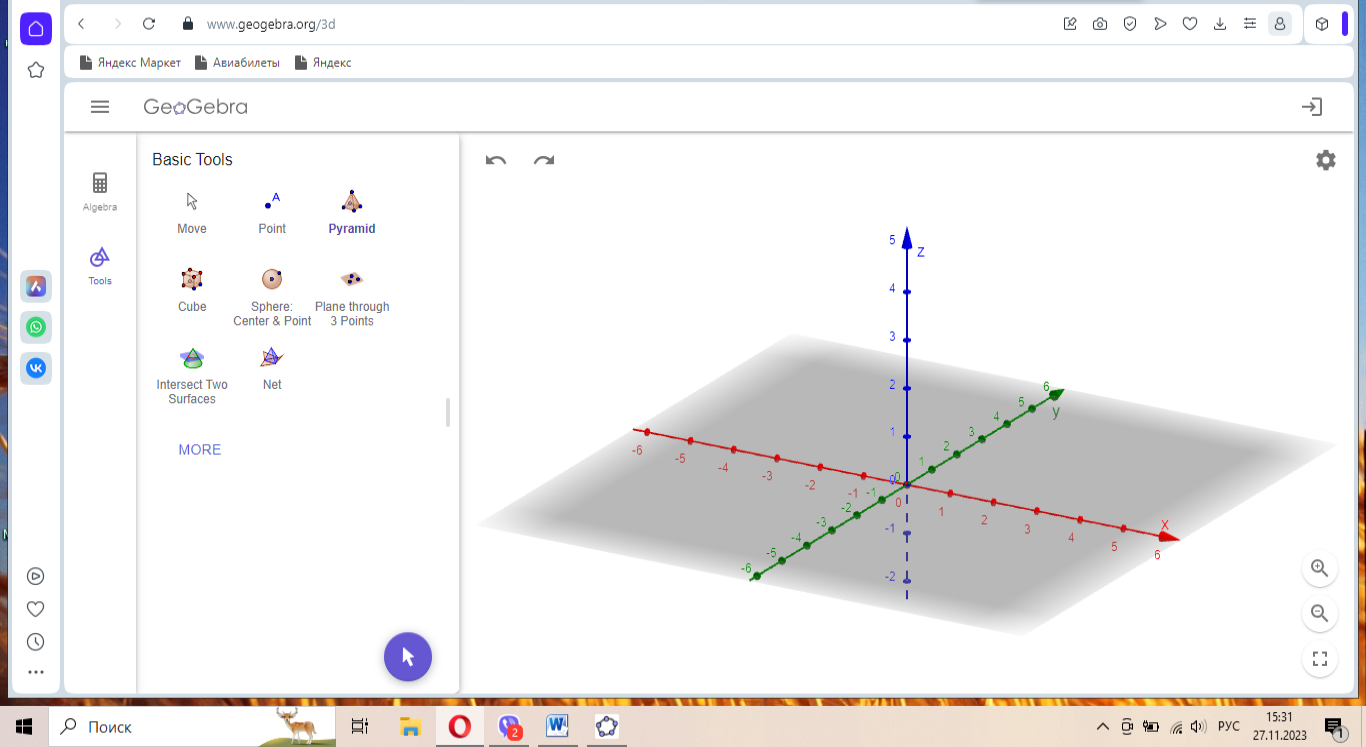 www.geogebra.org/3d
Яндекс Маркет
Авиабилеты
Яндекс
GeoGebra
Algebra
Tools
Basic Tools
Move
A
Point
Pyramid
Cube
Sphere:
Center & Point
Plane through
3 Points
Intersect Two
Surfaces
Net
MORE
5
z
4
3
2
1
0
-1
-2
6
y
5
4
3
2
1
0
-1
-2
-3
-4
-5
-6
-6
-5
-4
-3
-2
-1
0
1
2
3
4
5
6
x
Поиск
2
W
РУС
15:31
27.11.2023
1